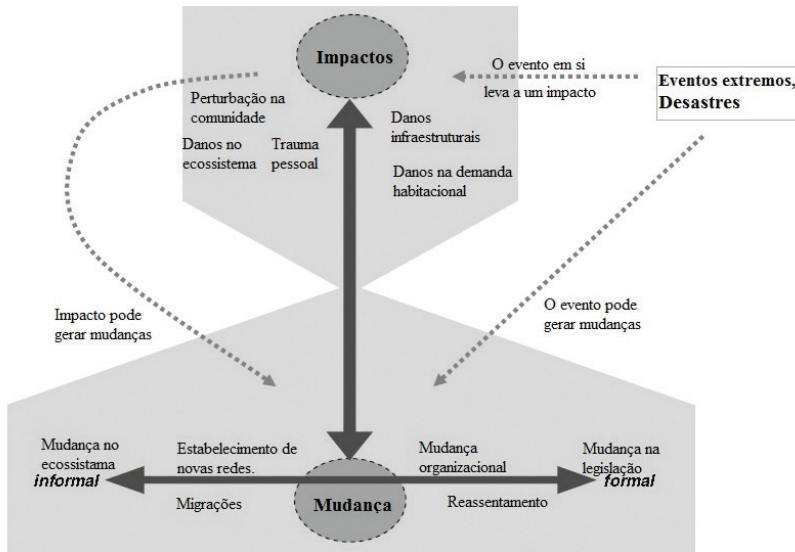 Impactos
O evento em si
leva a um impacto
Eventos extremos,
Desastres
Perturbação na
comunidade
Danos no
ecossistema
Trauma
pessoal
Danos
infraestruturais
Danos na demanda
habitacional
Impacto pode
gerar mudanças
O evento pode
gerar mudanças
Mudança no
ecossistama
informal
Estabelecimento de
novas redes.
Migrações
Mudança
Mudança
organizacional
Reassentamento
Mudança na
legislação
formal